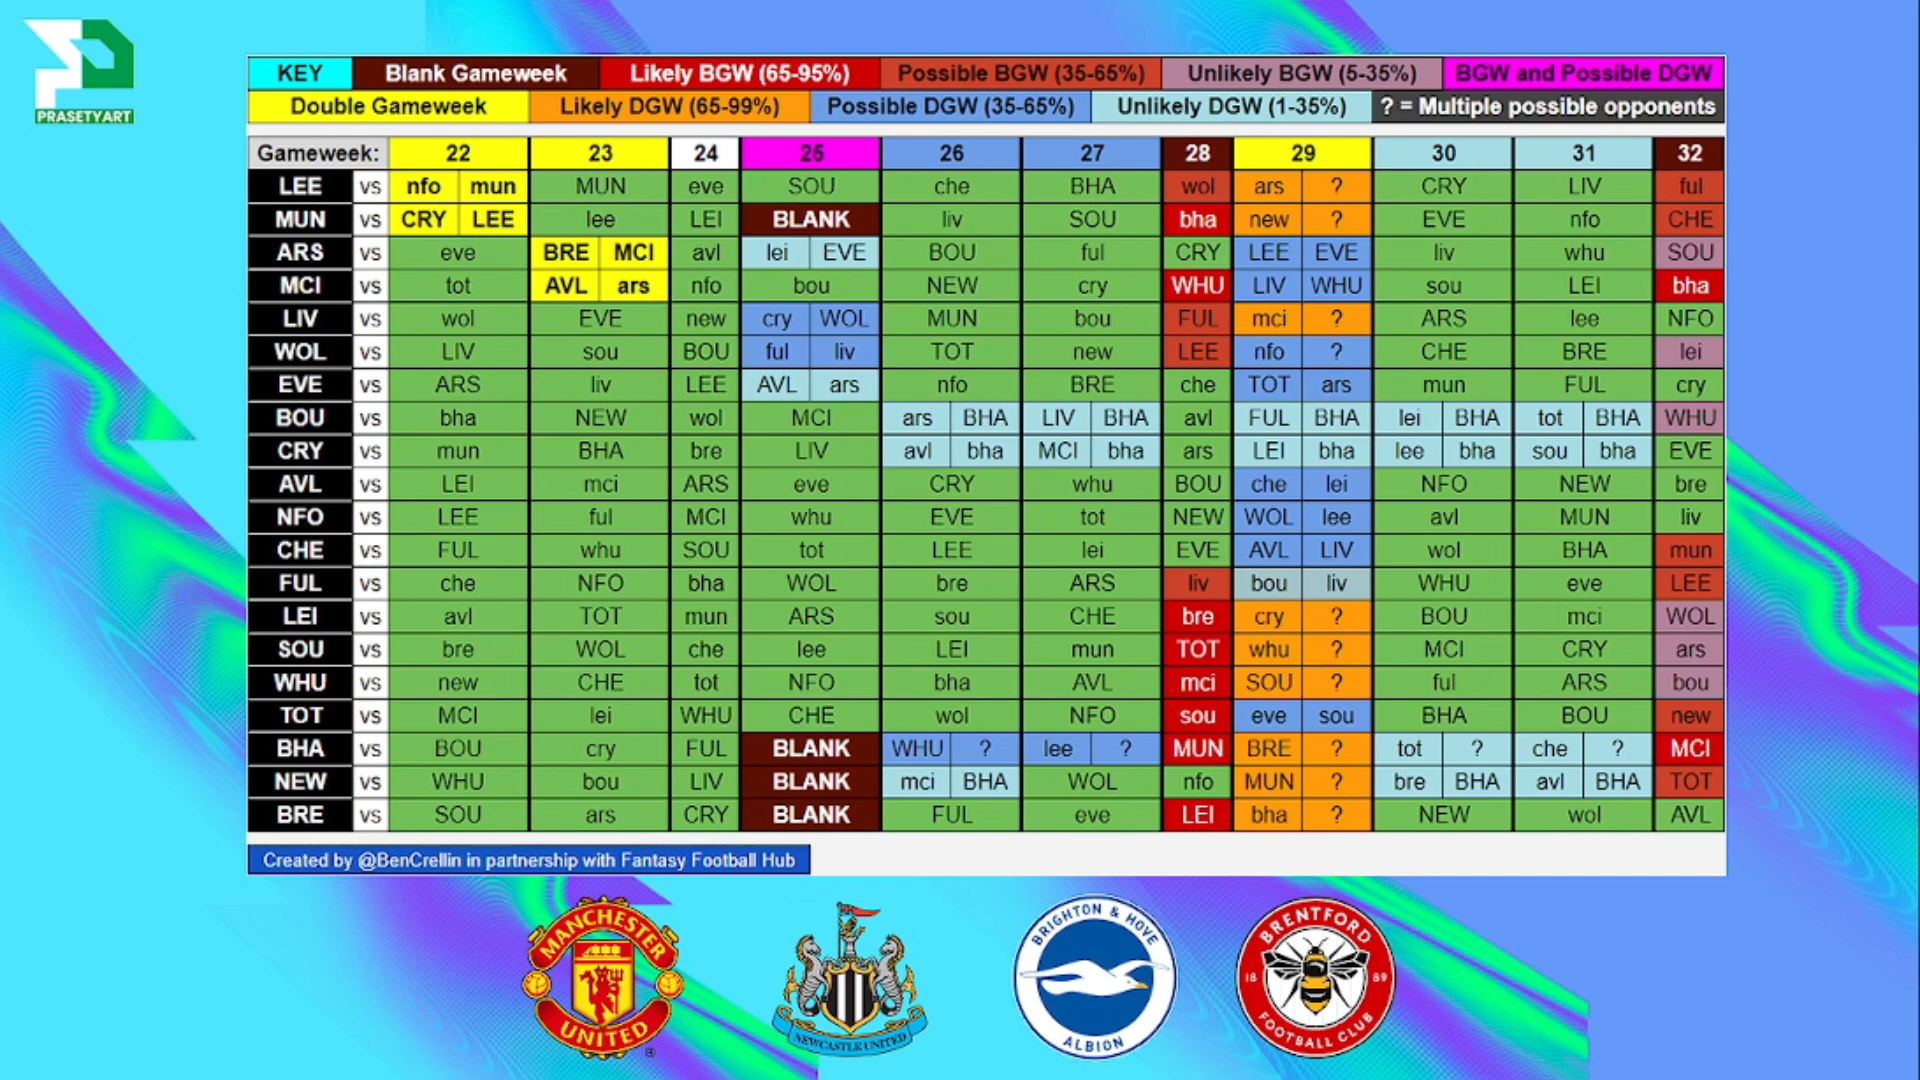 PRASETYART
KEY Blank Gameweek Likely BGW (65-95%) Possible BGW (35-65%) Unlikely BGW (5-35%) BGW and Possible DGW
Double Gameweek Likely DGW (65-99%) Possible DGW (35-65%) Unlikely DGW (1-35%) ? = Multiple possible opponents
Gameweek: 22 23 24 25 26 27 28 29 30 31 32
LEE vs nfo mun MUN eve SOU che BHA wol ars ? CRY LIV ful
MUN vs CRY LEE lee LEI BLANK liv SOU bha new ? EVE nfo CHE
ARS vs eve BRE MCI avl lei EVE BOU ful CRY LEE EVE liv whu SOU
MCI vs tot AVL ars nfo bou NEW cry WHU LIV WHU sou LEI bha
LIV vs wol EVE new cry WOL MUN bou FUL mci ? ARS lee NFO
WOL vs LIV sou BOU ful liv TOT new LEE nfo ? CHE BRE lei
EVE vs ARS liv LEE AVL ars nfo BRE che TOT ars mun FUL cry
BOU vs bha NEW wol MCI ars BHA LIV BHA avl FUL BHA lei BHA tot BHA WHU
CRY vs mun BHA bre LIV avl bha MCI bha ars LEI bha lee bha sou bha EVE
AVL vs LEI mci ARS eve CRY whu BOU che lei NFO NEW bre
NFO vs LEE ful MCI whu EVE tot NEW WOL lee avl MUN liv
CHE vs FUL whu SOU tot LEE lei EVE AVL LIV wol BHA mun
FUL vs che NFO bha WOL bre ARS liv bou liv WHU eve LEE
LEI vs avl TOT mun ARS sou CHE bre cry ? BOU mci WOL
SOU vs bre WOL che lee LEI mun TOT whu ? MCI CRY ars
WHU vs new CHE tot NFO bha AVL mci SOU ? ful ARS bou
TOT vs MCI lei WHU CHE wol NFO sou eve sou BHA BOU new
BHA vs BOU cry FUL BLANK WHU ? lee ? MUN BRE ? tot ? che ? MCI
NEW vs WHU bou LIV BLANK mci BHA WOL nfo MUN ? bre BHA avl BHA TOT
BRE vs SOU ars CRY BLANK FUL eve LEI bha ? NEW wol AVL
Created by @BenCrellin in partnership with Fantasy Football Hub
MANCHESTER
UNITED
NEWCASTLE UNITED
BRIGHTON & HOVE
ALBION
BRENTFORD
18 89
FOOTBALL CLUB